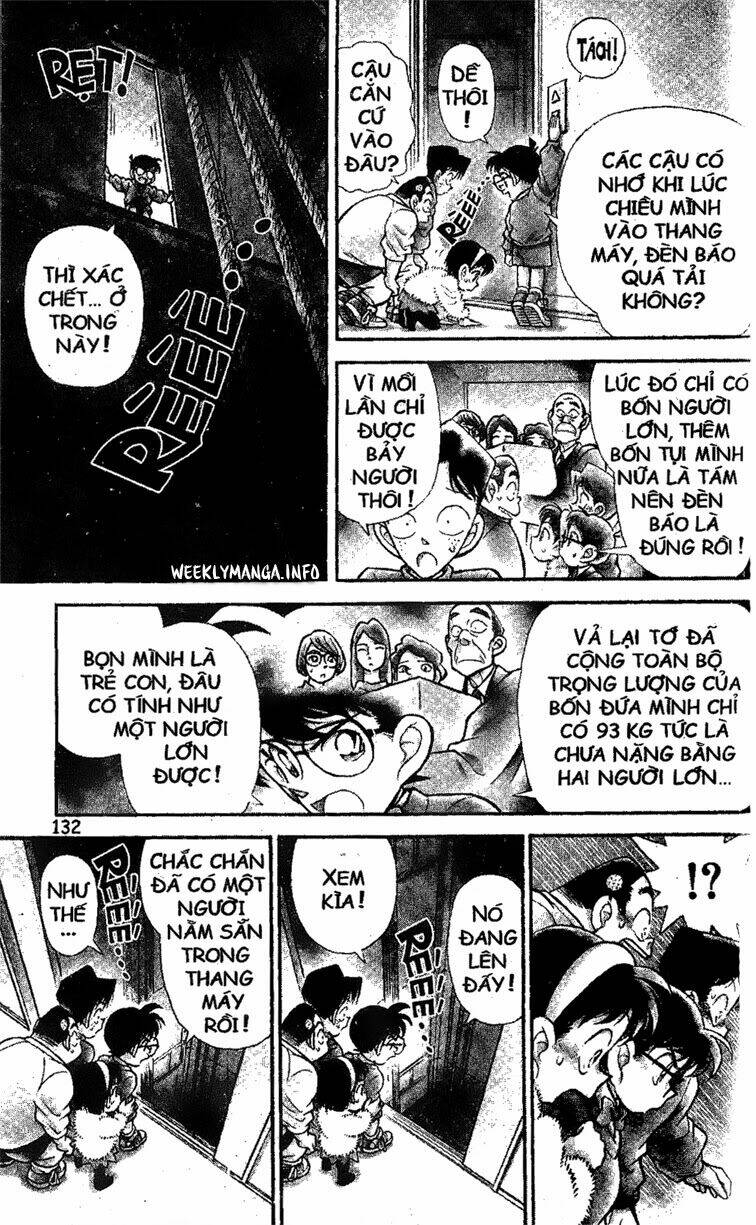 RẸT!
THÌ XÁC
CHẾT... Ở
TRONG
NÀY!
RÈÈÈ...
WEEKLYMANGA.INFO
CẬU
CĂN
CỨ
VÀO
ĐÂU?
DỄ
THÔI
!
TÁCH!
RÈÈÈ...
CÁC CẬU CÓ
NHỚ KHI LÚC
CHIỀU MÌNH
VÀO THANG
MÁY, ĐÈN BÁO
QUÁ TẢI
KHÔNG?
VÌ MỖI
LẦN CHỈ
ĐƯỢC
BẢY
NGƯỜI
THÔI!
LÚC ĐÓ CHỈ CÓ
BỐN NGƯỜI
LỚN, THÊM
BỐN TỤI MÌNH
NỮA LÀ TÁM
NÊN ĐÈN
BÁO LÀ
ĐÚNG RỒI!
BỌN MÌNH LÀ
TRẺ CON, ĐÂU
CÓ TÍNH NHƯ
MỘT NGƯỜI
LỚN
ĐƯỢC!
VẢ LẠI TỚ ĐÃ
CỘNG TOÀN BỘ
TRỌNG LƯỢNG CỦA
BỐN ĐỨA MÌNH CHỈ
CÓ 93 KG TỨC LÀ
CHƯA NẶNG BẰNG
HAI NGƯỜI LỚN...
132
NHƯ
THẾ
...
RÈÈÈ...
CHẮC CHẮN
ĐÃ CÓ MỘT
NGƯỜI
NẰM SẴN
TRONG
THANG
MÁY
RỒI!
XEM
KÌA!
RÈÈÈ...
NÓ
ĐANG
LÊN
ĐẤY!
!?